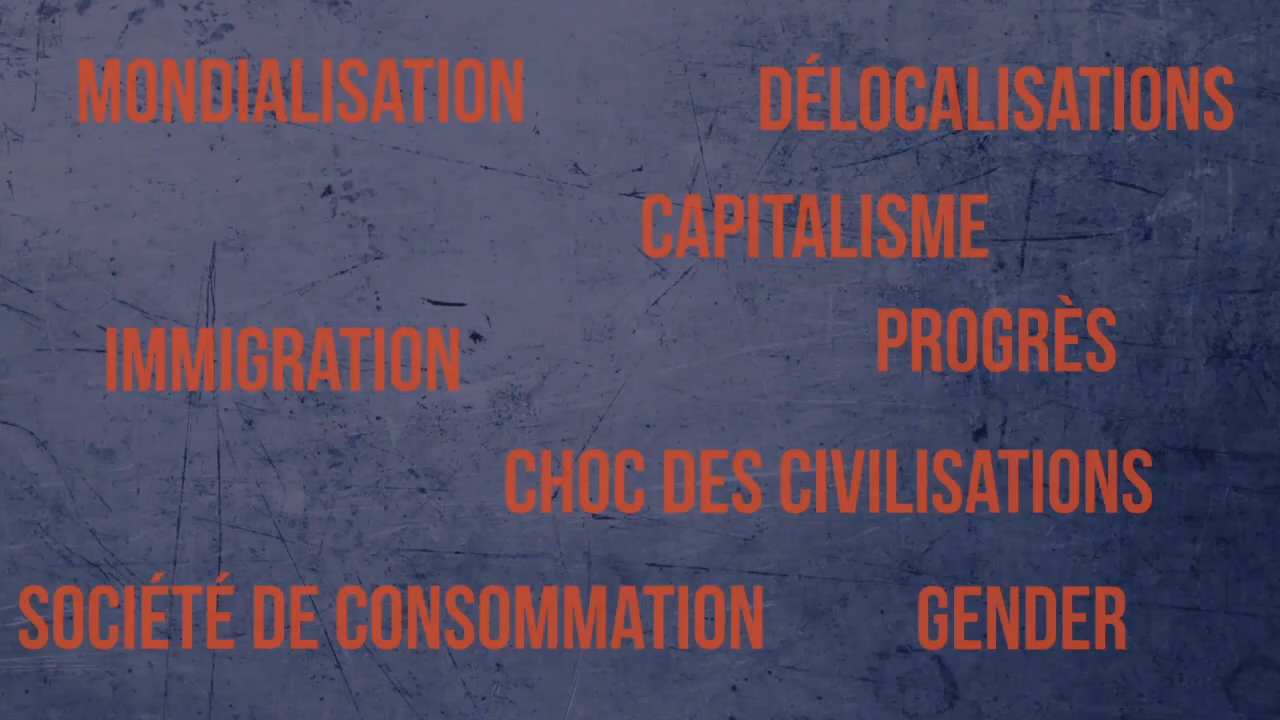 MONDIALISATION
DÉLOCALISATIONS
CAPITALISME
PROGRÈS
IMMIGRATION
CHOC DES CIVILISATIONS
SOCIÉTÉ DE CONSOMMATION
GENDER